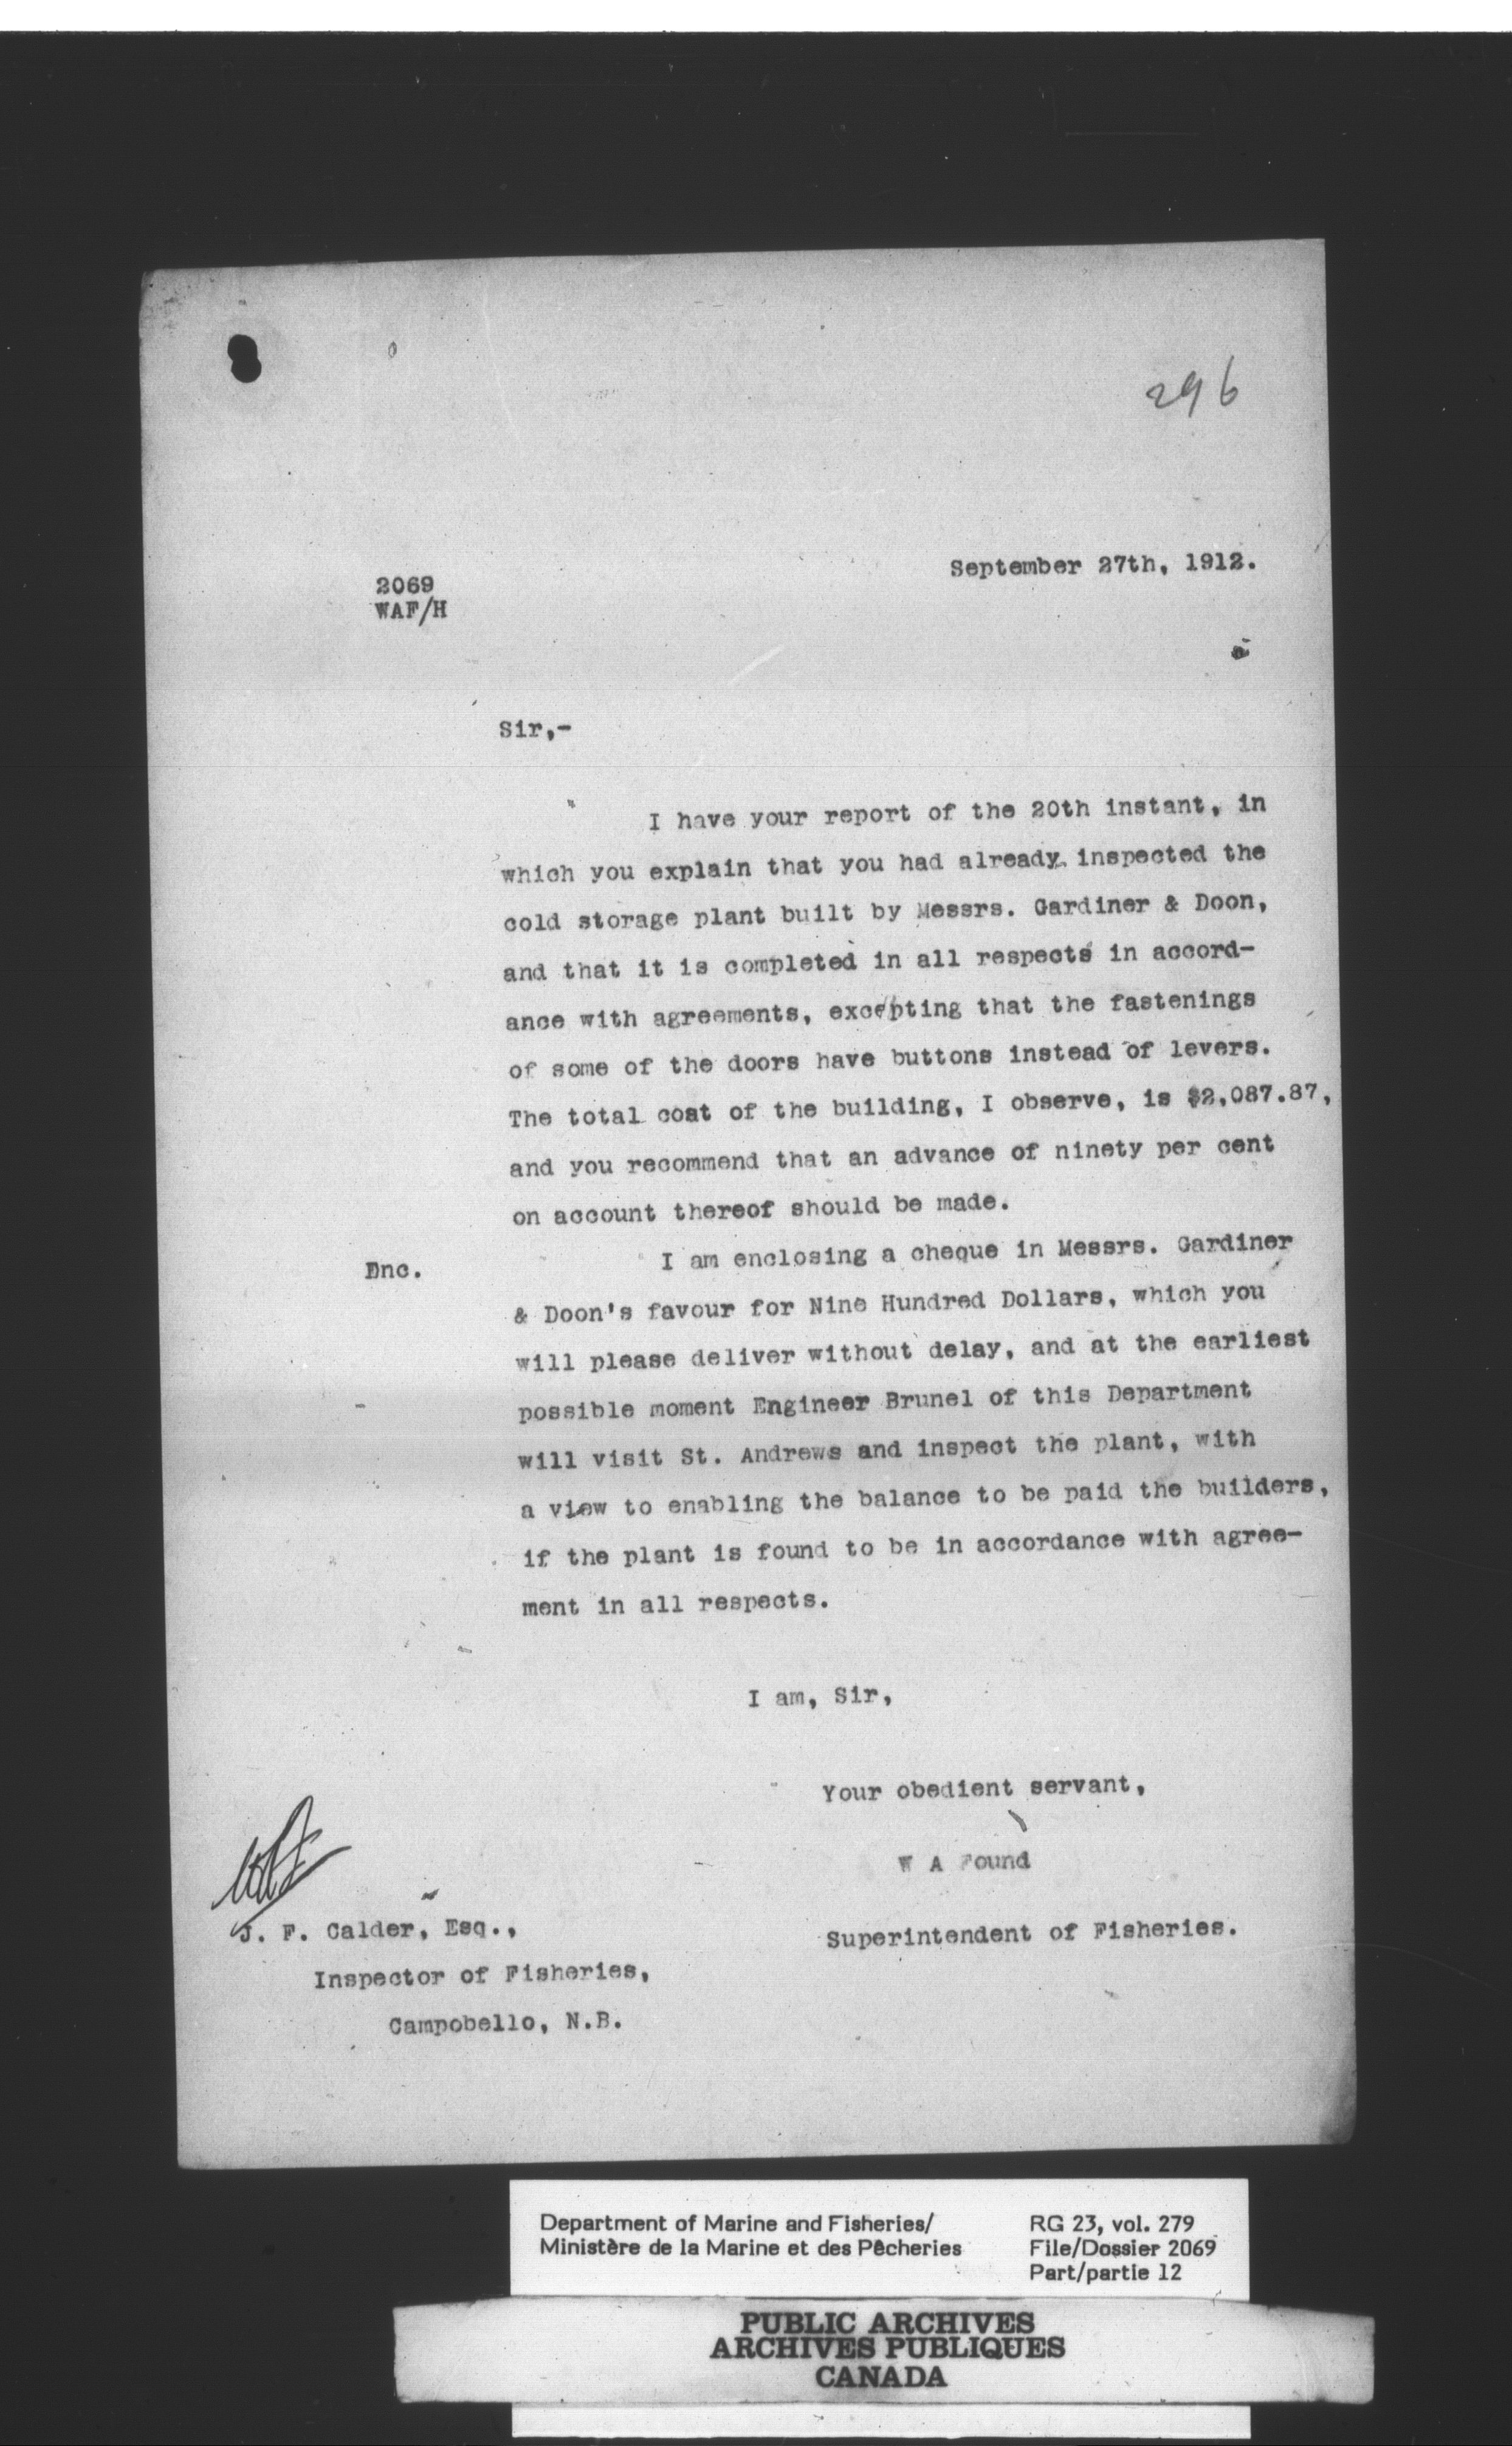 296
September 27th, 1912.
2069
WAF/H
Sir,-
I have your report of the 20th instant, in
which you explain that you had already inspected the
cold storage plant built by Messrs. Gardiner & Doon,
and that it is completed in all respects in accord-
ance with agreements, excepting that the fastenings
of some of the doors have buttons instead of levers.
The total cost of the building, I observe, is $2,087.87,
and you recommend that an advance of ninety per cent
on account thereof should be made.
Enc.
I am enclosing a cheque in Messrs. Gardiner
& Doon's favour for Nine Hundred Dollars, which you
will please deliver without delay, and at the earliest
possible moment Engineer Brunel of this Department
will visit St. Andrews and inspect the plant, with
a view to enabling the balance to be paid the builders,
if the plant is found to be in accordance with agree-
ment in all respects.
I am, Sir,
Your obedient servant,
W A Found
Superintendent of Fisheries.
J. F. Calder, Esq.,
Inspector of Fisheries,
Campobello, N.B.
Department of Marine and Fisheries/
Ministère de la Marine et des Pêcheries
RG 23, vol. 279
File/Dossier 2069
Part/partie 12
PUBLIC ARCHIVES
ARCHIVES PUBLIQUES
CANADA